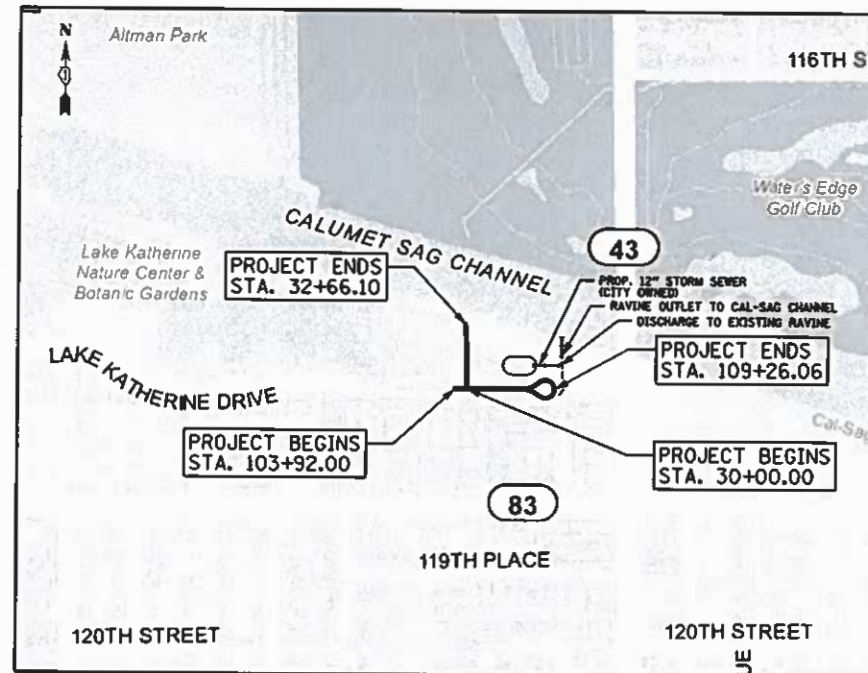 N
Altman Park
116TH S
Water's Edge
Golf Club
CALUMET SAG CHANNEL
43
Lake Katherine
Nature Center &
Botanic Gardens
PROJECT ENDS
STA. 32+66.10
PROP. 12" STORM SEWER
(CITY OWNED)
RAVINE OUTLET TO CAL-SAG CHANNEL
DISCHARGE TO EXISTING RAVINE
PROJECT ENDS
STA. 109+26.06
LAKE KATHERINE DRIVE
Cal-Sag
PROJECT BEGINS
STA. 103+92.00
PROJECT BEGINS
STA. 30+00.00
83
119TH PLACE
120TH STREET
120TH STREET
UE